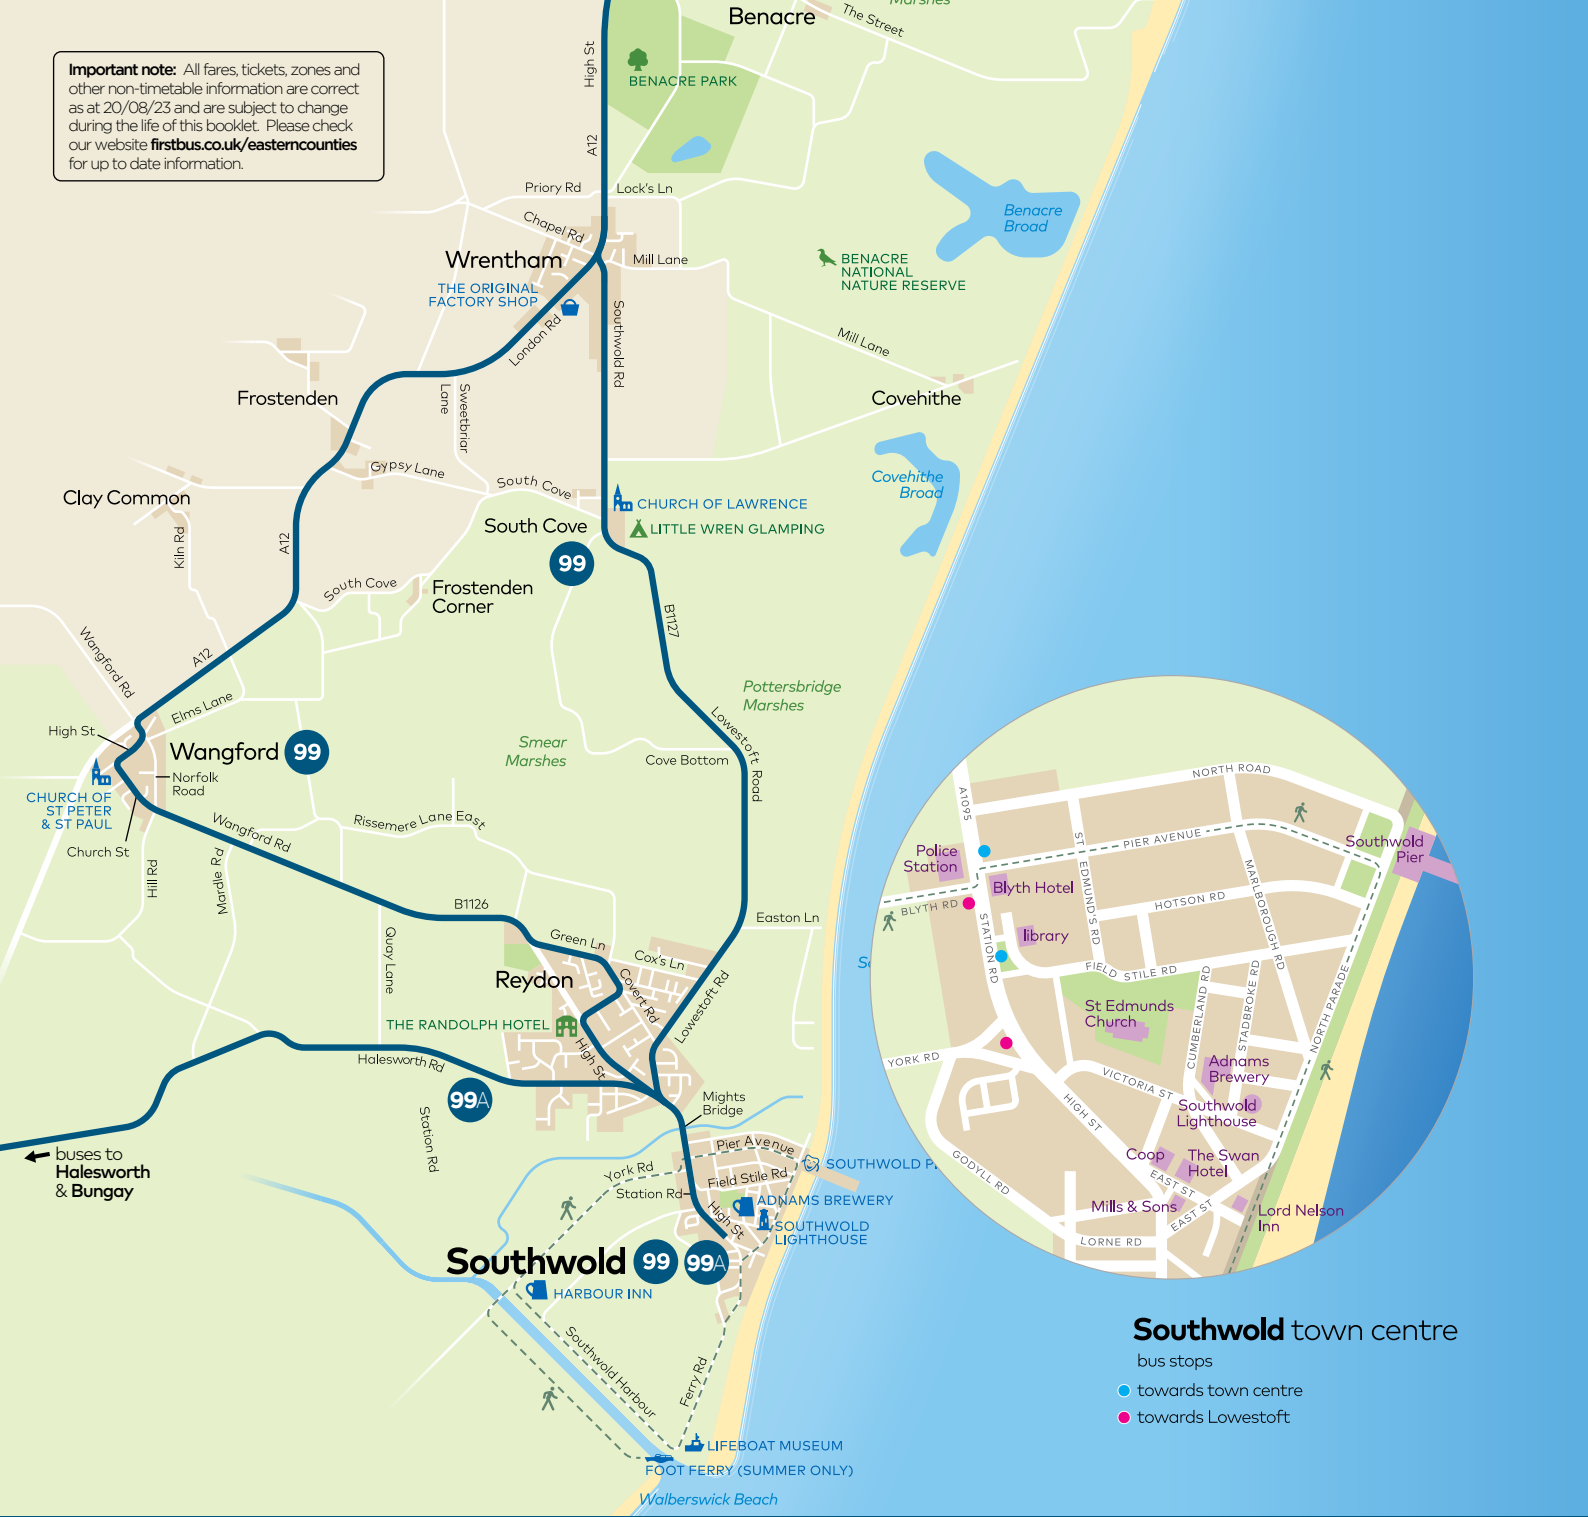 Marshes
Benacre
The Street
High St
BENACRE PARK
Important note: All fares, tickets, zones and
other non-timetable information are correct
as at 20/08/23 and are subject to change
during the life of this booklet. Please check
our website firstbus.co.uk/easterncounties
for up to date information.
A12
Priory Rd
Lock's Ln
Chapel Rd
Benacre
Broad
Wrentham
Mill Lane
BENACRE
NATIONAL
NATURE RESERVE
THE ORIGINAL
FACTORY SHOP
London Rd
Southwold Rd
Mill Lane
Frostenden
Sweetbriar
Lane
Covehithe
Gypsy Lane
South Cove
Covehithe
Broad
Clay Common
CHURCH OF LAWRENCE
South Cove
LITTLE WREN GLAMPING
Kiln Rd
A12
99
South Cove
Frostenden
Corner
B1127
Wangford Rd
A12
Elms Lane
Pottersbridge
Marshes
High St
Wangford
99
Lowestoft Road
Smear
Marshes
Cove Bottom
Norfolk
Road
CHURCH OF
ST PETER
& ST PAUL
Wangford Rd
Rissemere Lane East
Church St
Hill Rd
Mardle Rd
B1126
Easton Ln
Quay Lane
Green Ln
Cox's Ln
So
Reydon
Covert Rd
Lowestoft Rd
THE RANDOLPH HOTEL
High St
Halesworth Rd
99A
Mights
Bridge
Station Rd
buses to
Halesworth
& Bungay
Pier Avenue
York Rd
Field Stile Rd
SOUTHWOLD P
Station Rd
ADNAMS BREWERY
High St
SOUTHWOLD
LIGHTHOUSE
Southwold
99
99A
HARBOUR INN
Southwold Harbour
Ferry Rd
LIFEBOAT MUSEUM
FOOT FERRY (SUMMER ONLY)
Walberswick Beach
NORTH ROAD
A1095
PIER AVENUE
Southwold
Pier
Police
Station
ST EDMUND'S RD
MARLBOROUGH RD
Blyth Hotel
BLYTH RD
HOTSON RD
STATION RD
library
FIELD STILE RD
St Edmunds
Church
CUMBERLAND RD
STADBROKE RD
NORTH PARADE
YORK RD
Adnams
Brewery
VICTORIA ST
HIGH ST
Southwold
Lighthouse
GODYLL RD
Coop
The Swan
Hotel
EAST ST
Mills & Sons
EAST ST
Lord Nelson
Inn
LORNE RD
Southwold town centre
bus stops
towards town centre
towards Lowestoft